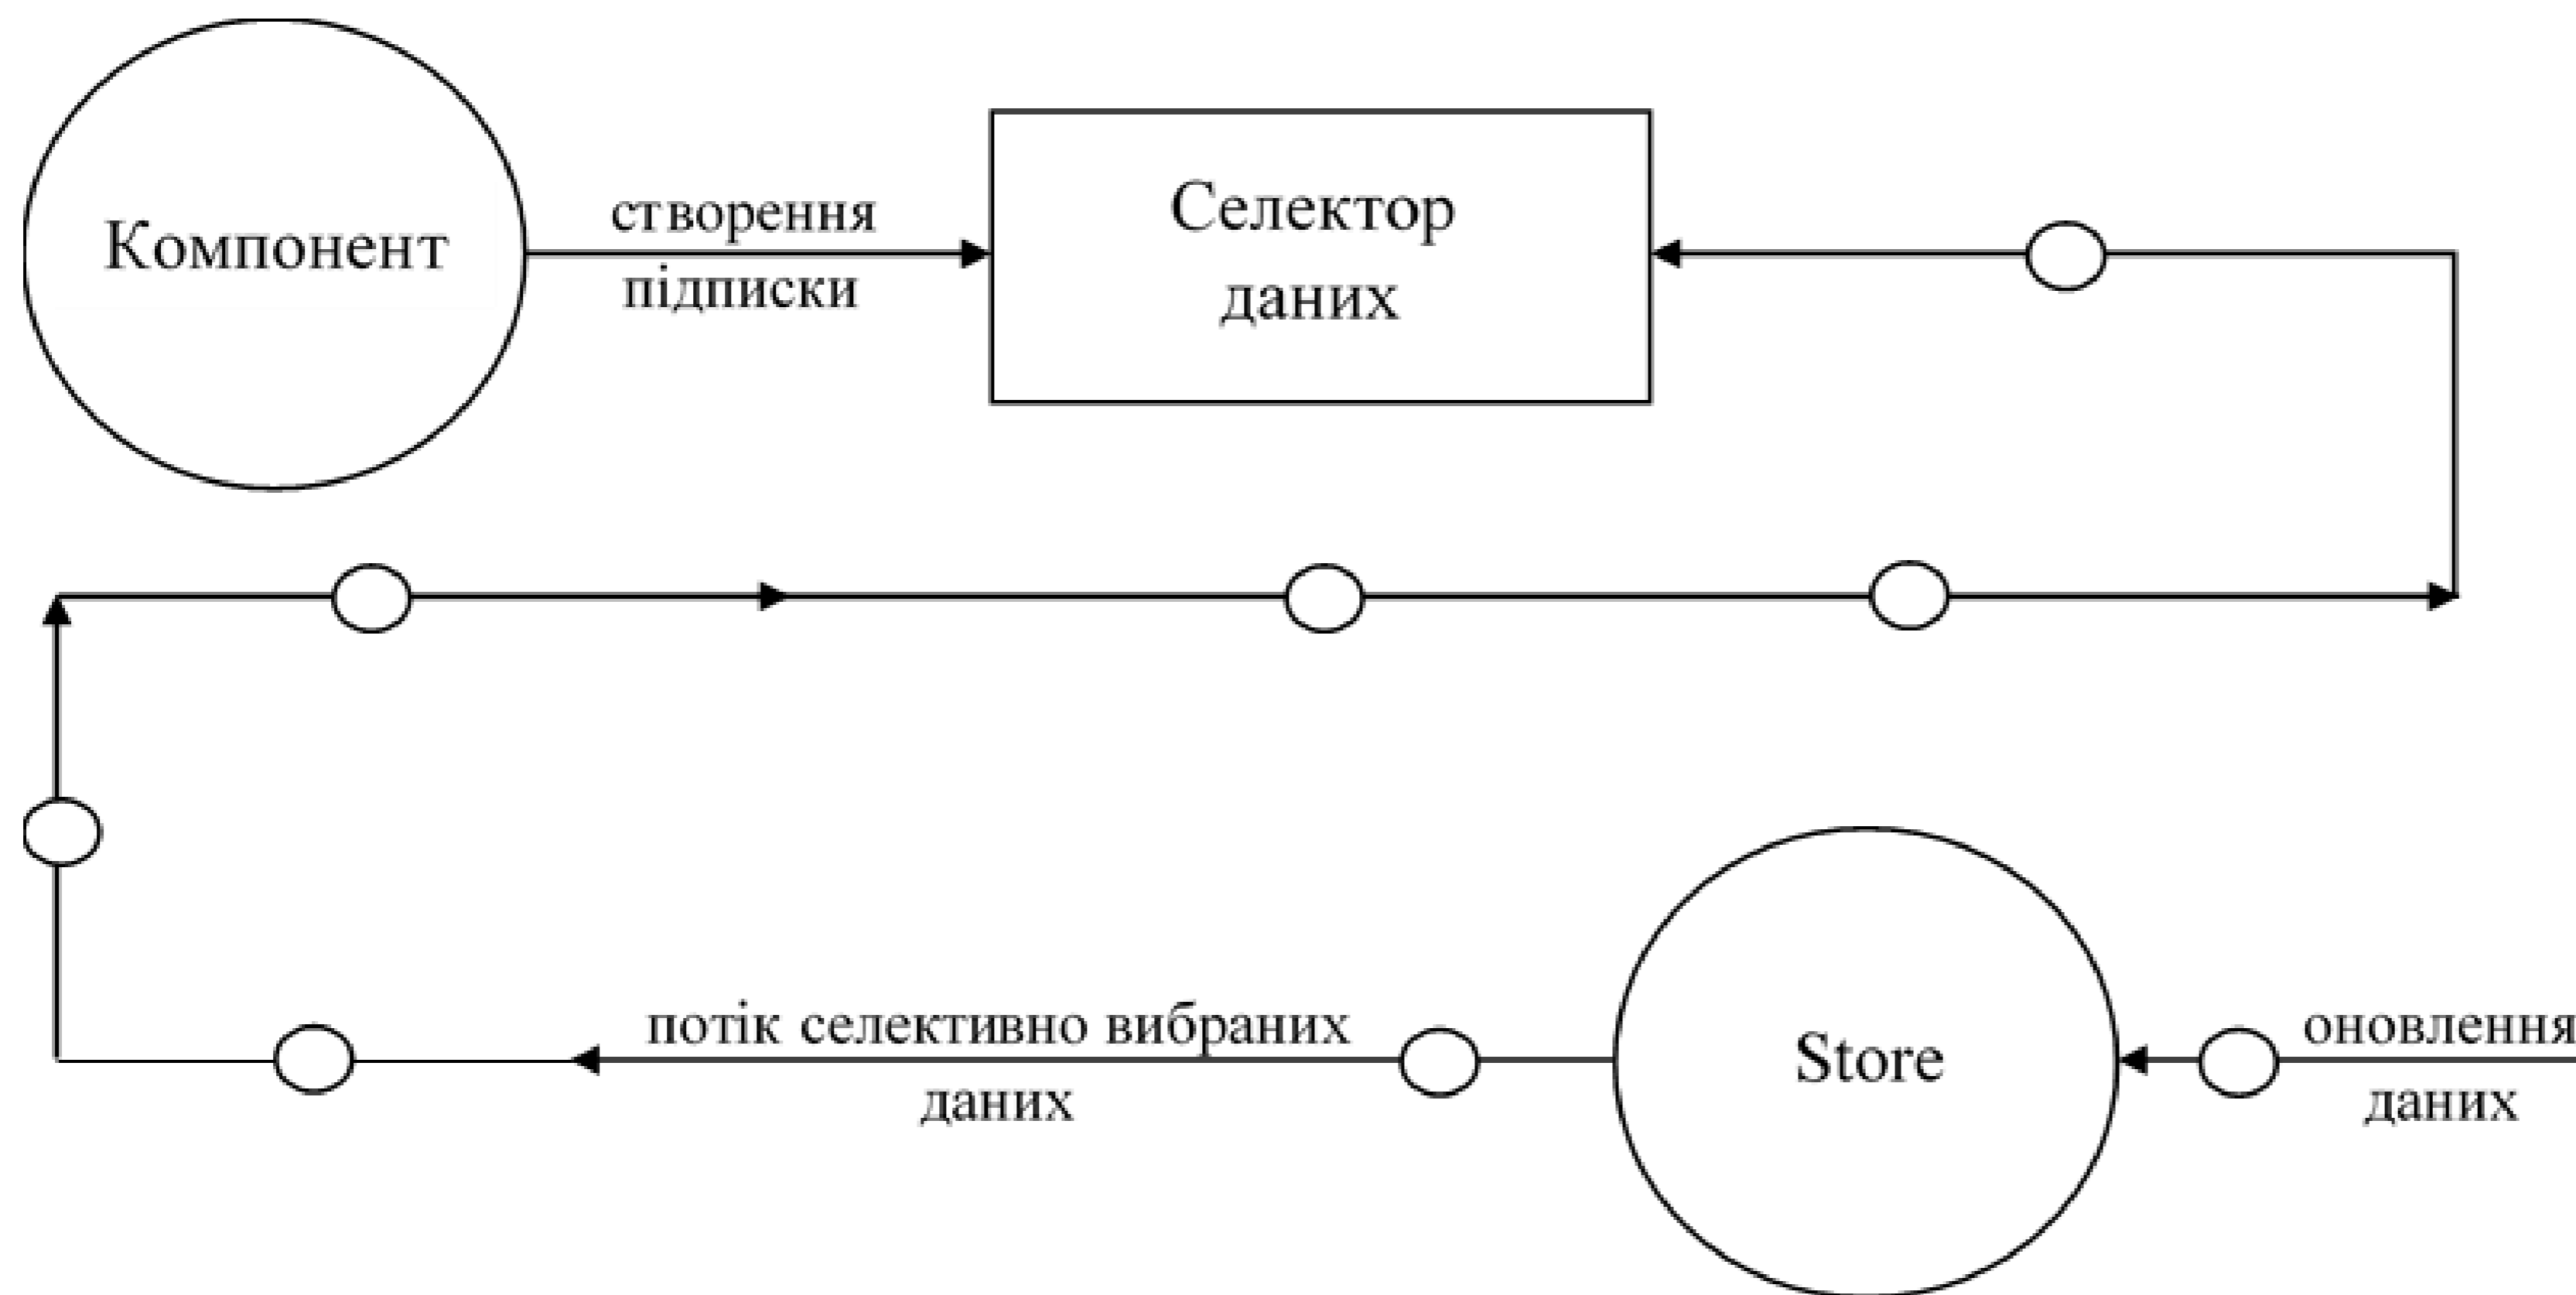 Компонент
створення
підписки
Селектор
даних
потік селективно вибраних
даних
Store
оновлення
даних